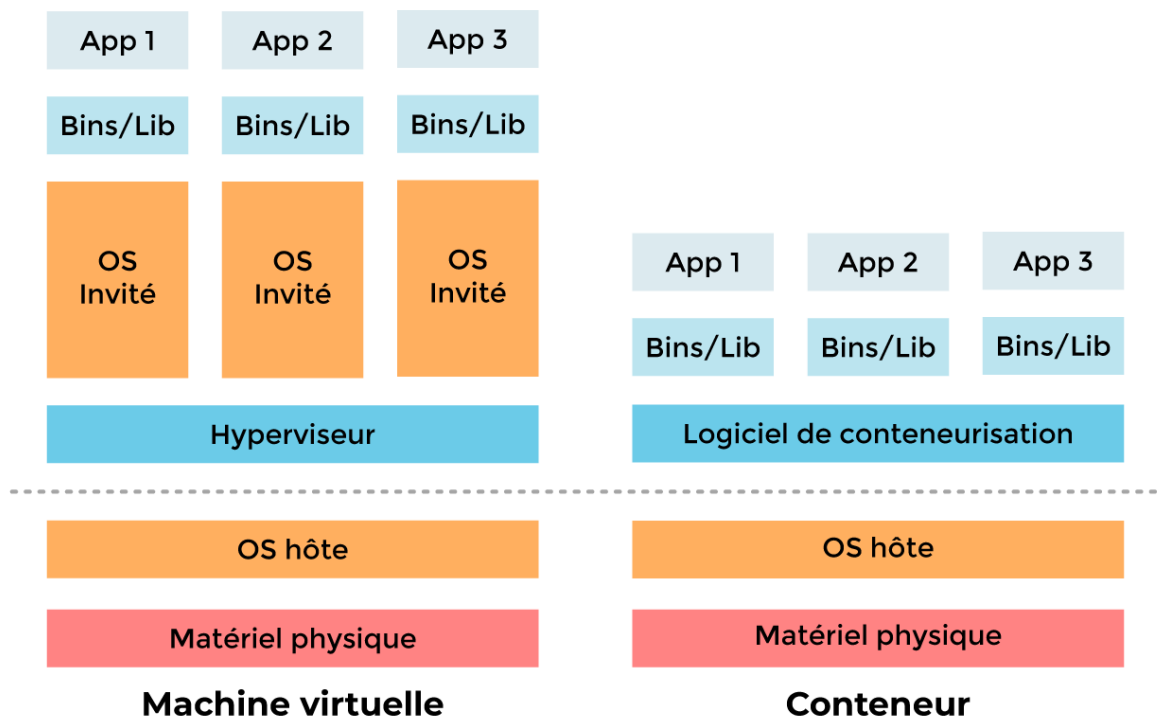 App 1
App 2
App 3
Bins/Lib
Bins/Lib
Bins/Lib
OS
Invité
OS
Invité
OS
Invité
Hyperviseur
OS hôte
Matériel physique
Machine virtuelle
App 1
App 2
App 3
Bins/Lib
Bins/Lib
Bins/Lib
Logiciel de conteneurisation
OS hôte
Matériel physique
Conteneur